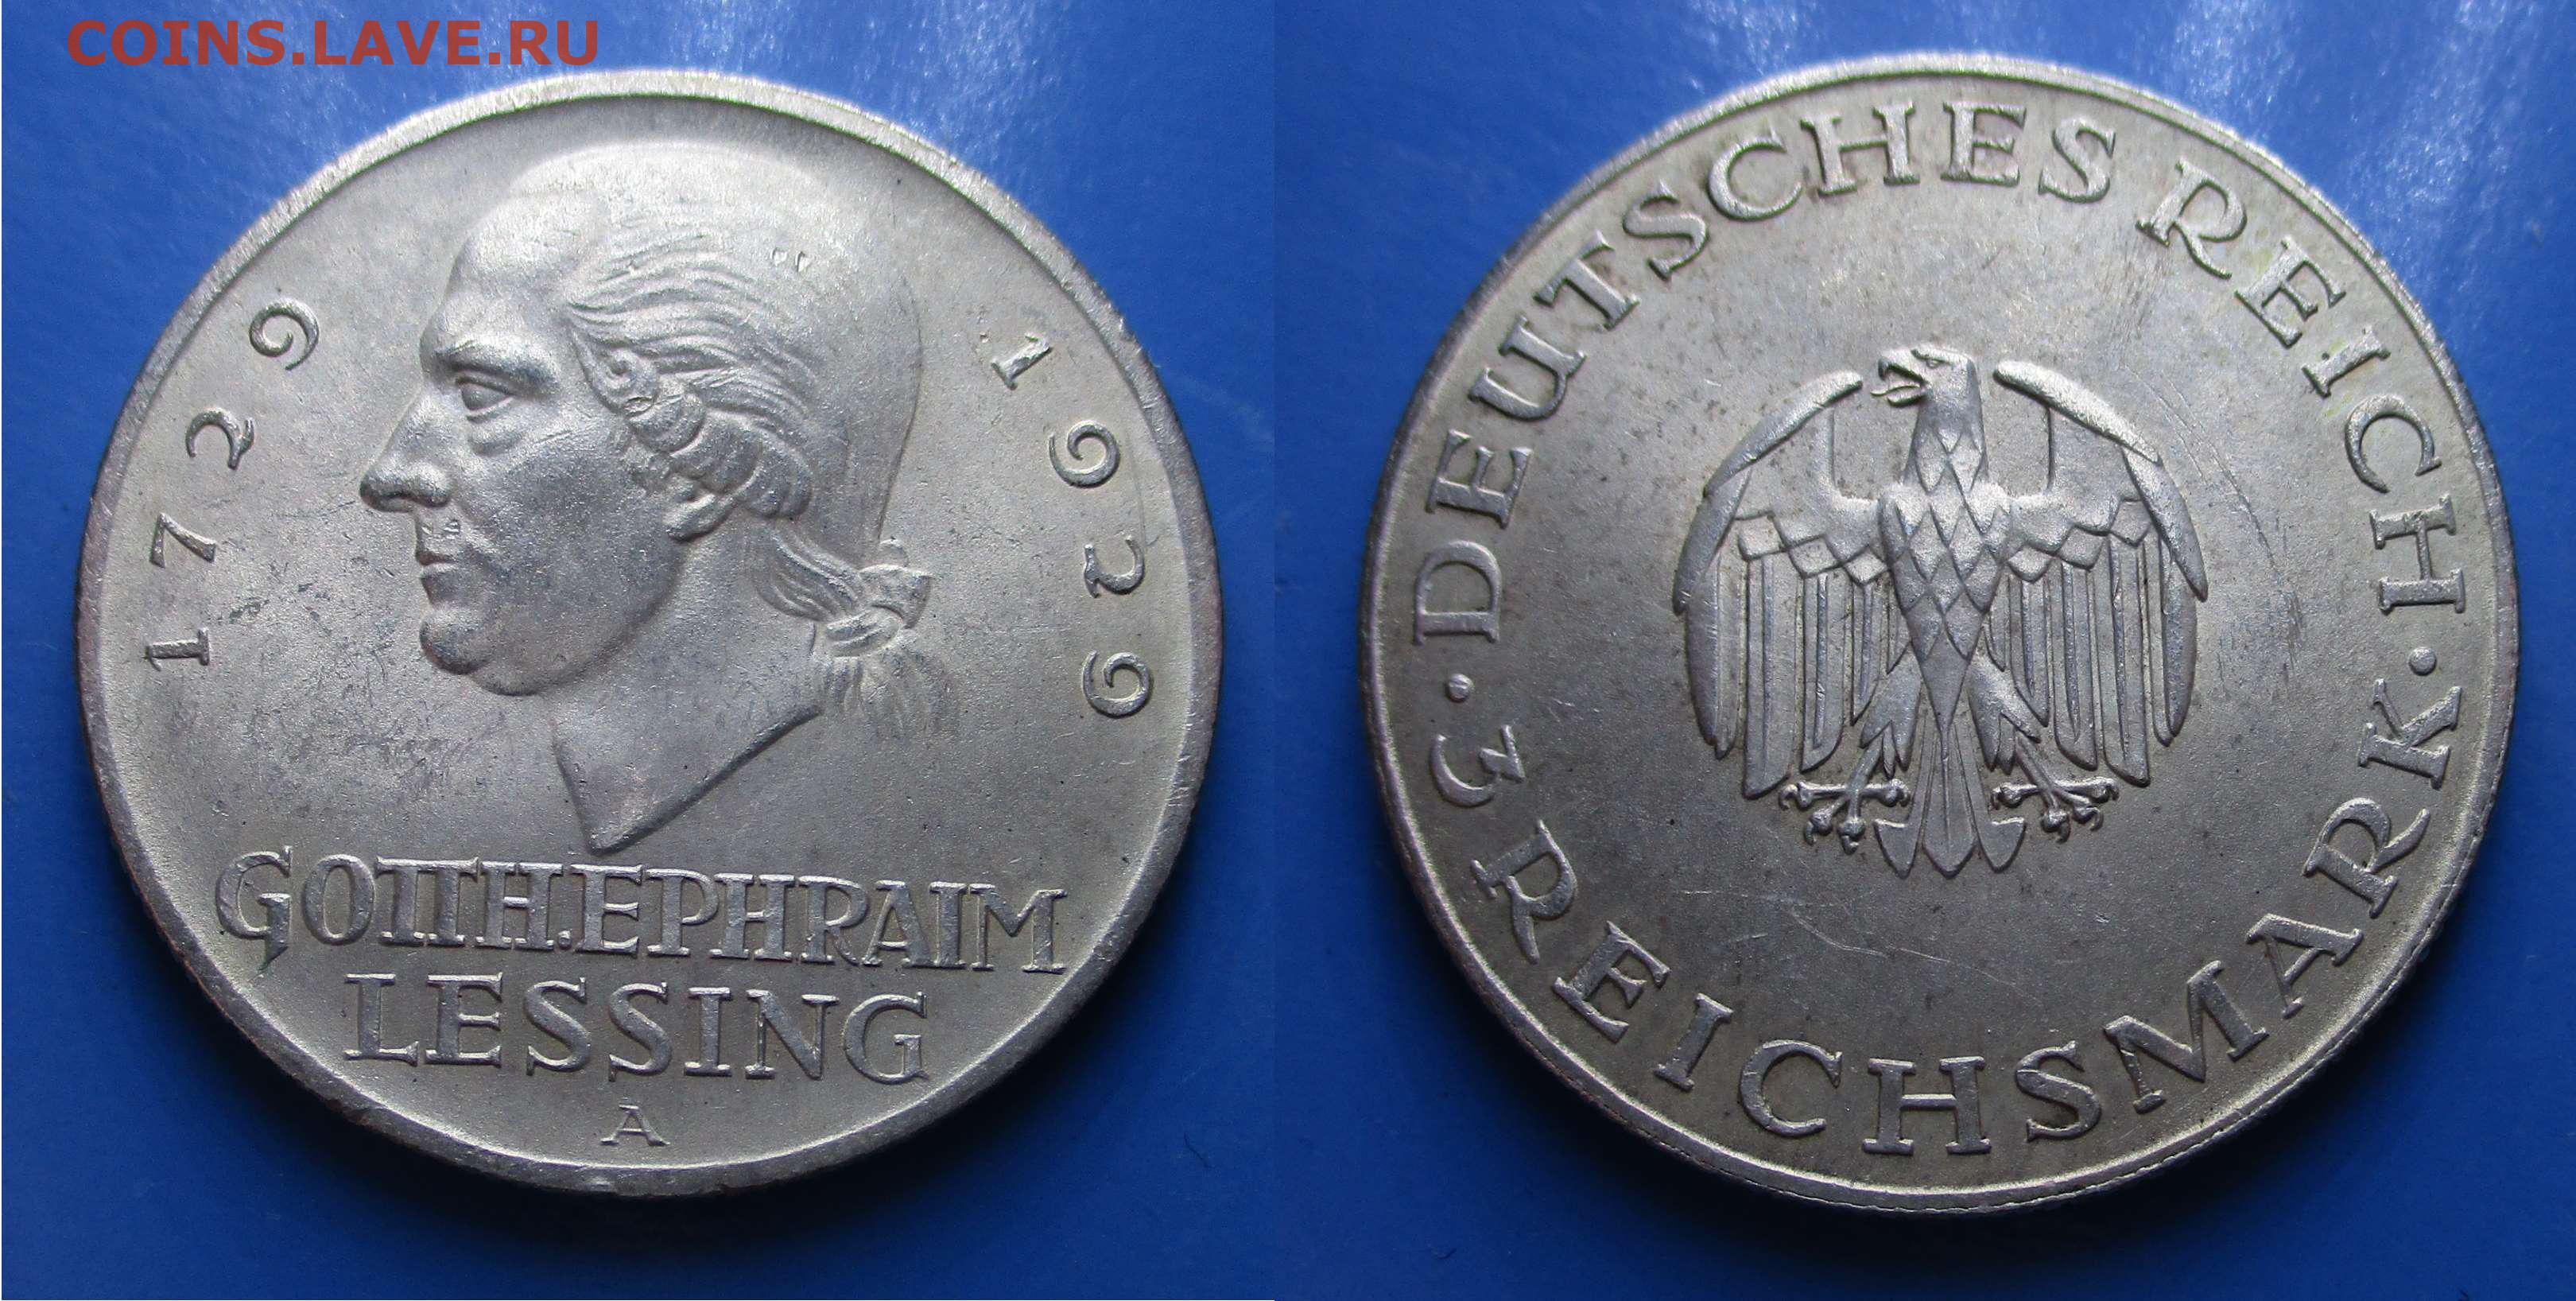 COINS.LAVE.RU
1729 1929
GOTTH.EPHRAIM
LESSING
A
DEUTSCHES REICH
· 3 REICHSMARK ·